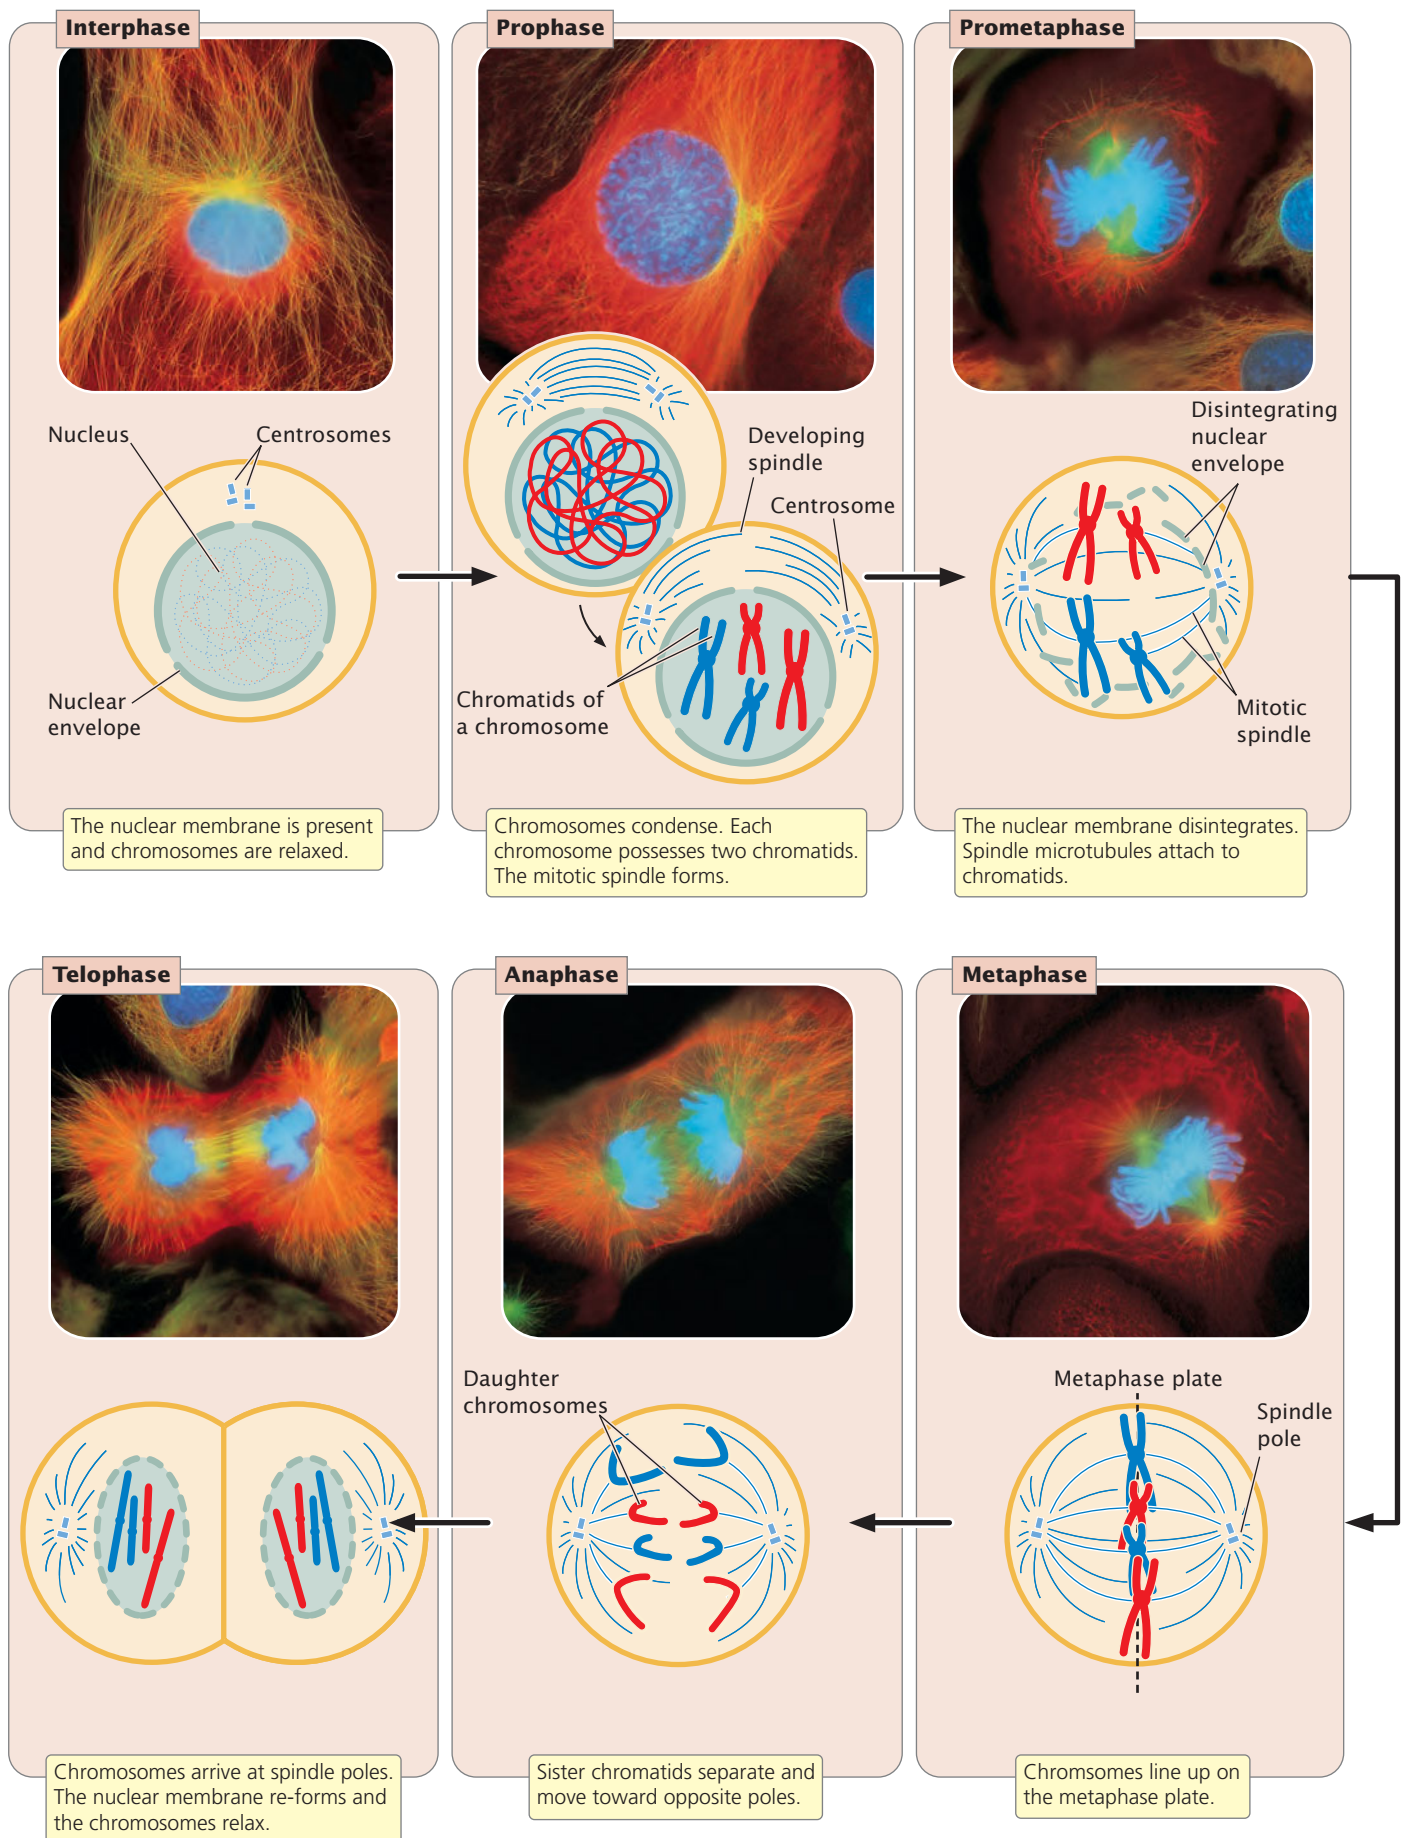 Interphase
Nucleus
Centrosomes
Nuclear
envelope
The nuclear membrane is present
and chromosomes are relaxed.
Prophase
Developing
spindle
Centrosome
Chromatids of
a chromosome
Chromosomes condense. Each
chromosome possesses two chromatids.
The mitotic spindle forms.
Prometaphase
Disintegrating
nuclear
envelope
Mitotic
spindle
The nuclear membrane disintegrates.
Spindle microtubules attach to
chromatids.
Metaphase
Metaphase plate
Spindle
pole
Chromsomes line up on
the metaphase plate.
Anaphase
Daughter
chromosomes
Sister chromatids separate and
move toward opposite poles.
Telophase
Chromosomes arrive at spindle poles.
The nuclear membrane re-forms and
the chromosomes relax.